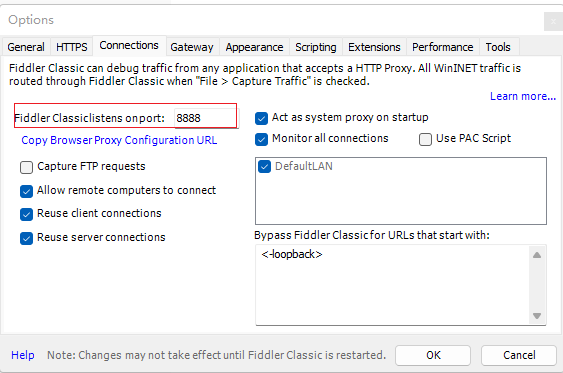 Options
General HTTPS Connections Gateway Appearance Scripting Extensions Performance Tools
Fiddler Classic can debug traffic from any application that accepts a HTTP Proxy. All WinINET traffic is
routed through Fiddler Classic when "File > Capture Traffic" is checked.
Learn more...
Fiddler Classic listens on port: 8888
Copy Browser Proxy Configuration URL
Capture FTP requests
Allow remote computers to connect
Reuse client connections
Reuse server connections
Act as system proxy on startup
Monitor all connections Use PAC Script
DefaultLAN
Bypass Fiddler Classic for URLs that start with:
<-loopback>
Help Note: Changes may not take effect until Fiddler Classic is restarted. OK Cancel